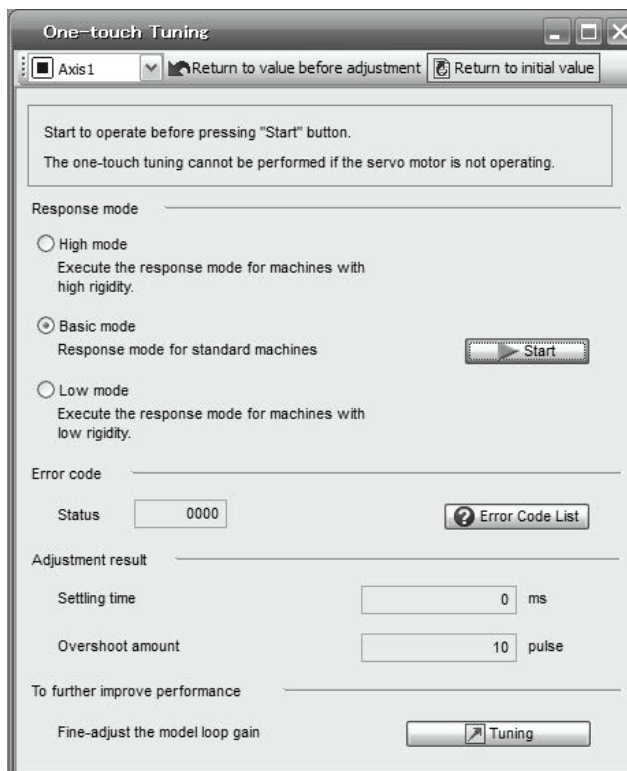 One-touch Tuning
Axis1 Return to value before adjustment Return to initial value
Start to operate before pressing "Start" button.
The one-touch tuning cannot be performed if the servo motor is not operating.
Response mode
High mode
Execute the response mode for machines with
high rigidity.
Basic mode
Response mode for standard machines
Start
Low mode
Execute the response mode for machines with
low rigidity.
Error code
Status 0000 Error Code List
Adjustment result
Settling time 0 ms
Overshoot amount 10 pulse
To further improve performance
Fine-adjust the model loop gain Tuning